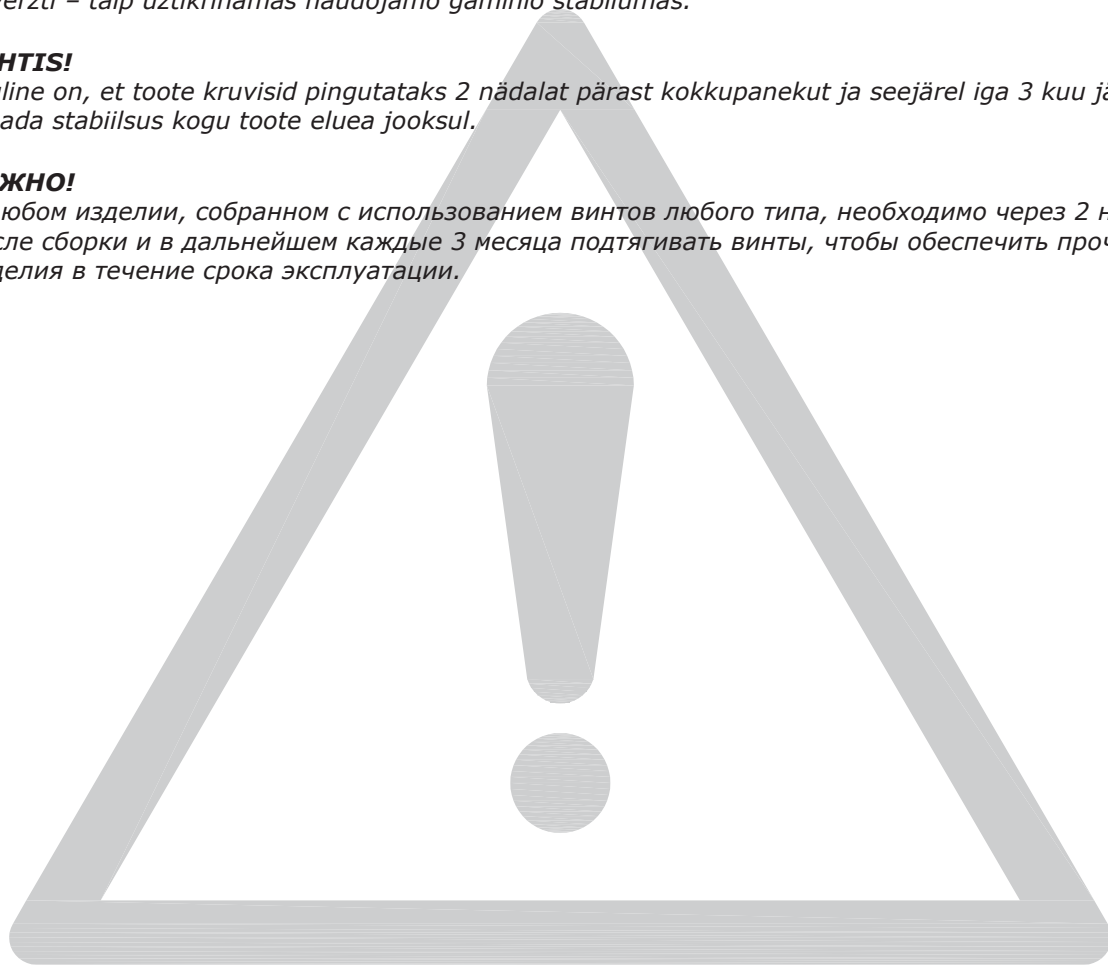 eržti – taip užtikrinamas naudojamo gaminio stabilumas.
HTIS!
line on, et toote kruvisid pingutataks 2 nädalat pärast kokkupanekut ja seejärel iga 3 kuu jä
ada stabiilsus kogu toote eluea jooksul.
ЖНО!
юбом изделии, собранном с использованием винтов любого типа, необходимо через 2 н
сле сборки и в дальнейшем каждые 3 месяца подтягивать винты, чтобы обеспечить проч
делия в течение срока эксплуатации.